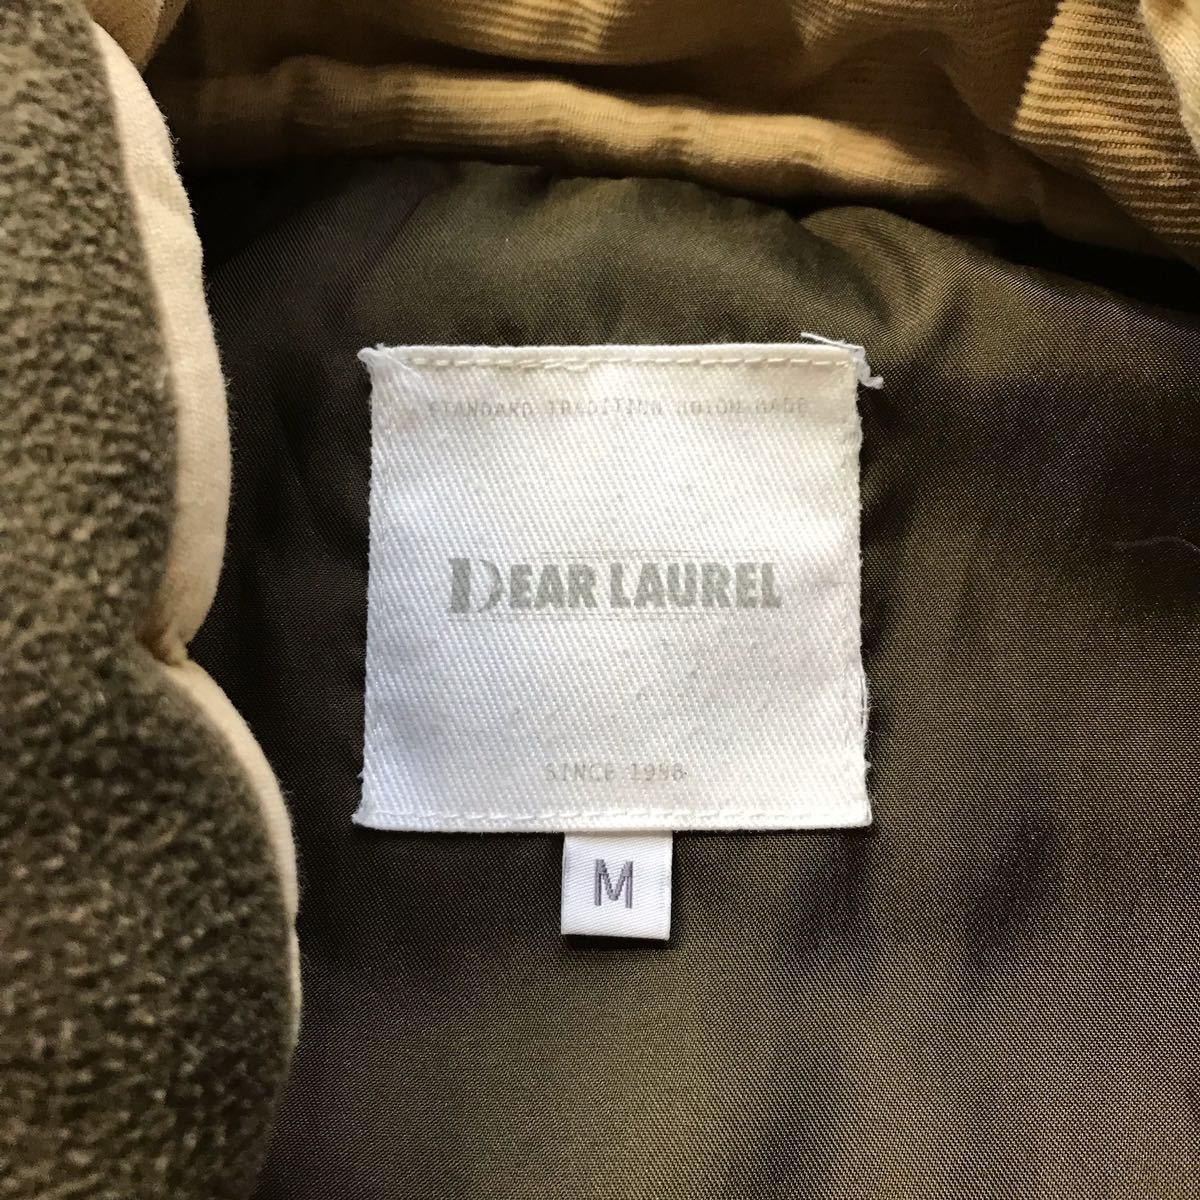 STANDARD TRADITION
DEAR LAUREL
SINCE 1998
M